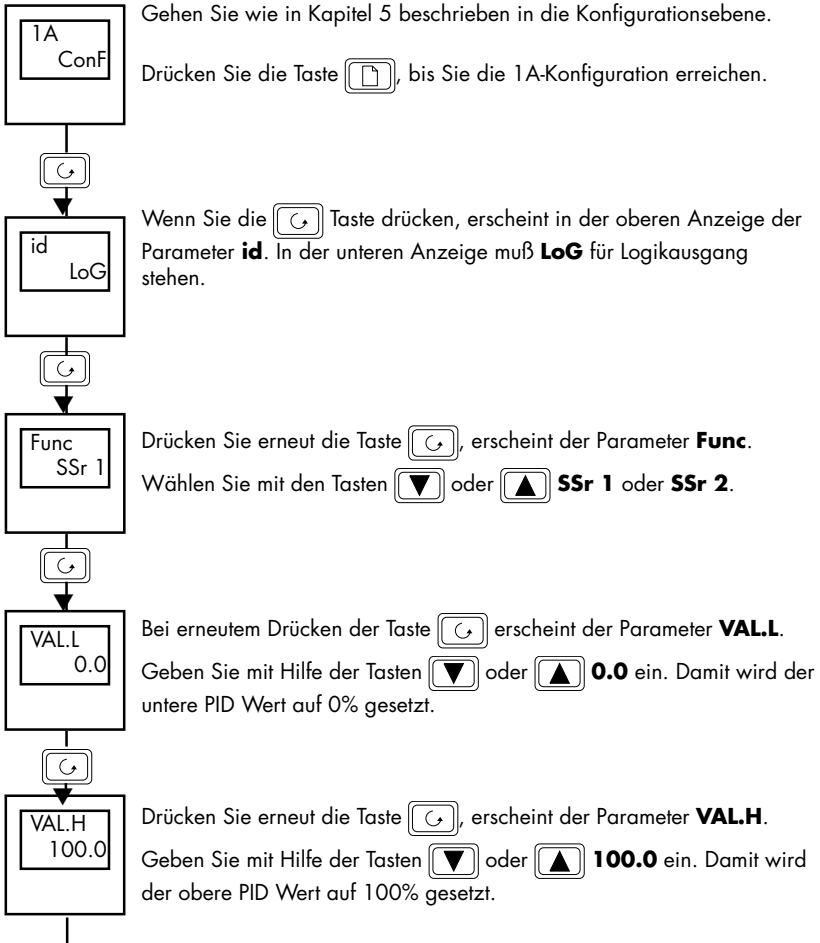 1A
ConF
Gehen Sie wie in Kapitel 5 beschrieben in die Konfigurationsebene.
Drücken Sie die Taste , bis Sie die 1A-Konfiguration erreichen.
id
LoG
Wenn Sie die Taste drücken, erscheint in der oberen Anzeige der
Parameter id. In der unteren Anzeige muß LoG für Logikausgang
stehen.
Func
SSr 1
Drücken Sie erneut die Taste , erscheint der Parameter Func.
Wählen Sie mit den Tasten ▼ oder ▲ SSr 1 oder SSr 2.
VAL.L
0.0
Bei erneutem Drücken der Taste erscheint der Parameter VAL.L.
Geben Sie mit Hilfe der Tasten ▼ oder ▲ 0.0 ein. Damit wird der
untere PID Wert auf 0% gesetzt.
VAL.H
100.0
Drücken Sie erneut die Taste , erscheint der Parameter VAL.H.
Geben Sie mit Hilfe der Tasten ▼ oder ▲ 100.0 ein. Damit wird
der obere PID Wert auf 100% gesetzt.